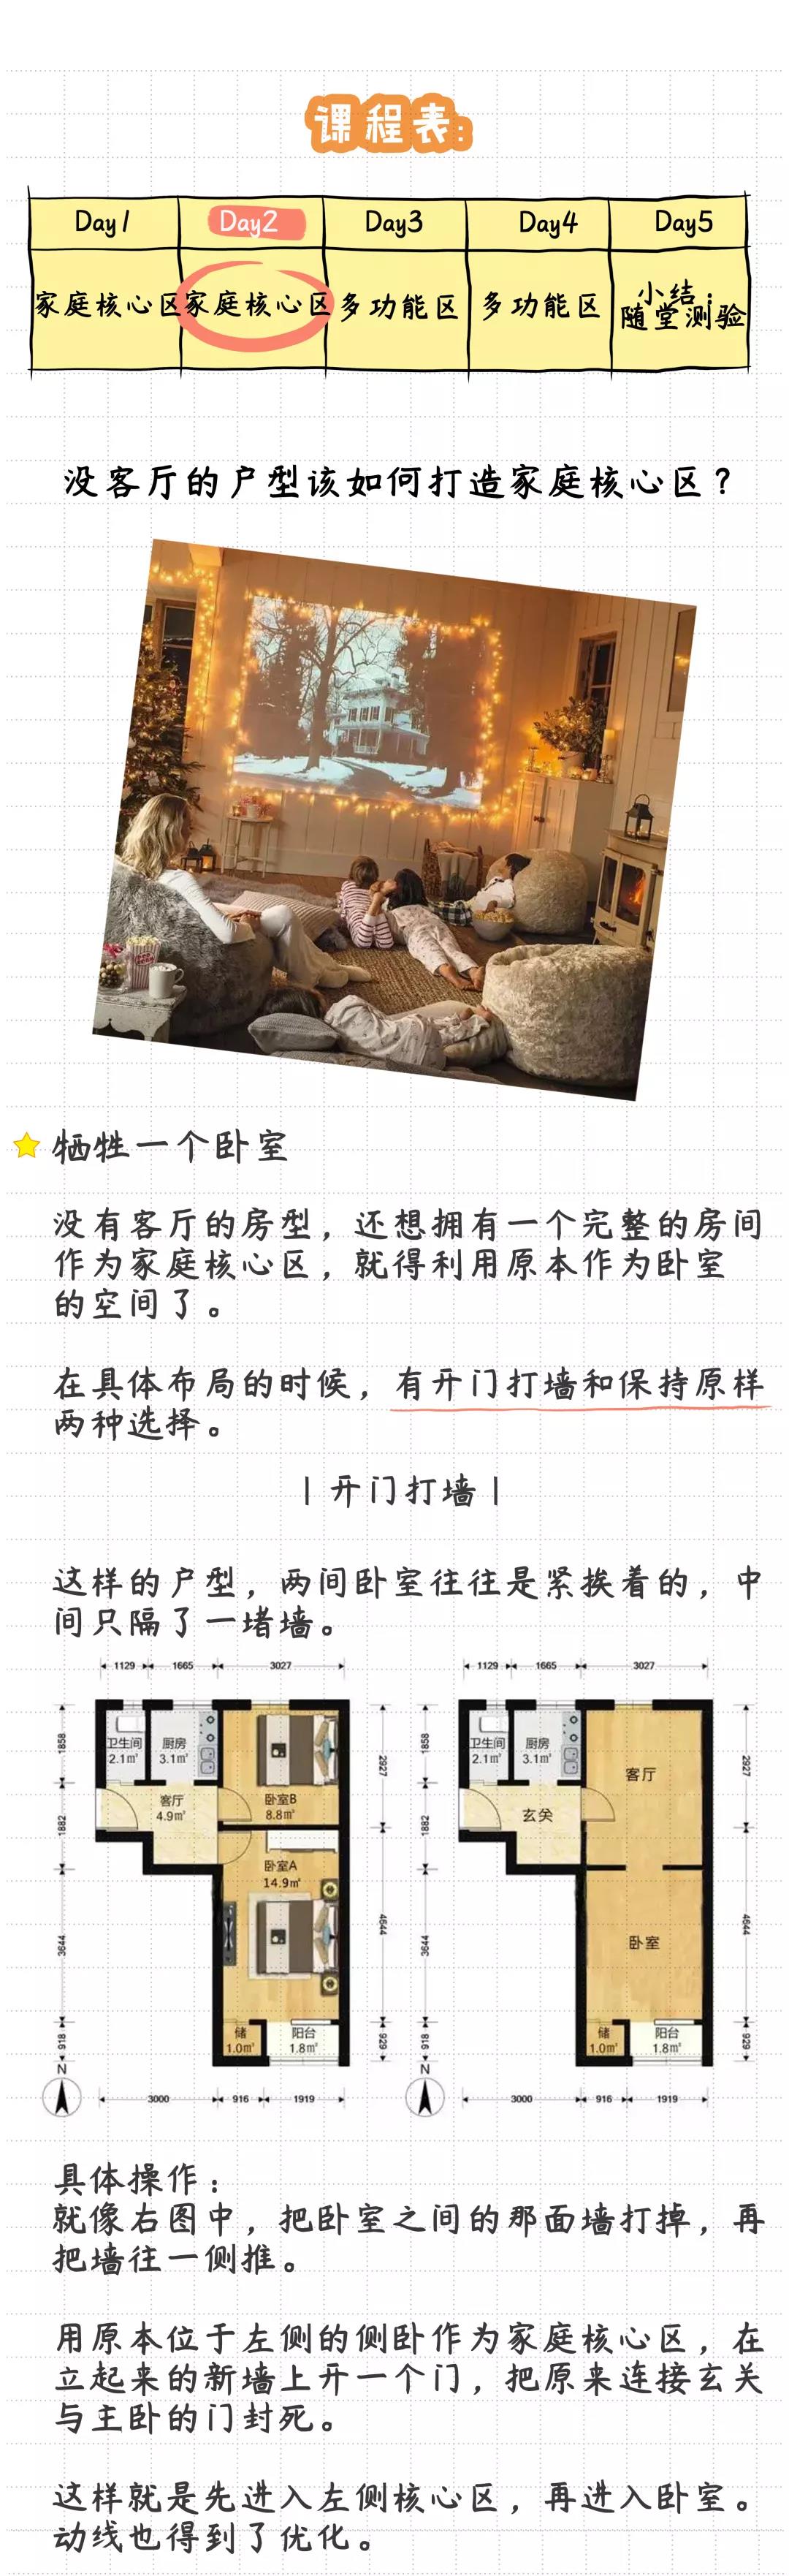 课程表:
Day1 Day2 Day3 Day4 Day5
家庭核心区 家庭核心区 多功能区 多功能区 小结;
随堂测验
没客厅的户型该如何打造家庭核心区?
牺牲一个卧室
没有客厅的房型，还想拥有一个完整的房间
作为家庭核心区，就得利用原本作为卧室
的空间了。
在具体布局的时候，有开门打墙和保持原样
两种选择。
|开门打墙|
这样的户型，两间卧室往往是紧挨着的，中
间只隔了一堵墙。
1129 1665 3027
1858
1882
3644
918
卫生间
2.1㎡
厨房
3.1㎡
客厅
4.9㎡
卧室B
8.8㎡
卧室A
14.9㎡
储
1.0㎡
阳台
1.8㎡
2927
4644
929
N
3000 916 1919
1129 1665 3027
1858
1882
3644
918
卫生间
2.1㎡
厨房
3.1㎡
玄关
客厅
卧室
储
1.0㎡
阳台
1.8㎡
2927
4644
929
N
3000 916 1919
具体操作：
就像右图中，把卧室之间的那面墙打掉，再
把墙往一侧推。
用原本位于左侧的侧卧作为家庭核心区，在
立起来的新墙上开一个门，把原来连接玄关
与主卧的门封死。
这样就是先进入左侧核心区，再进入卧室。
动线也得到了优化。